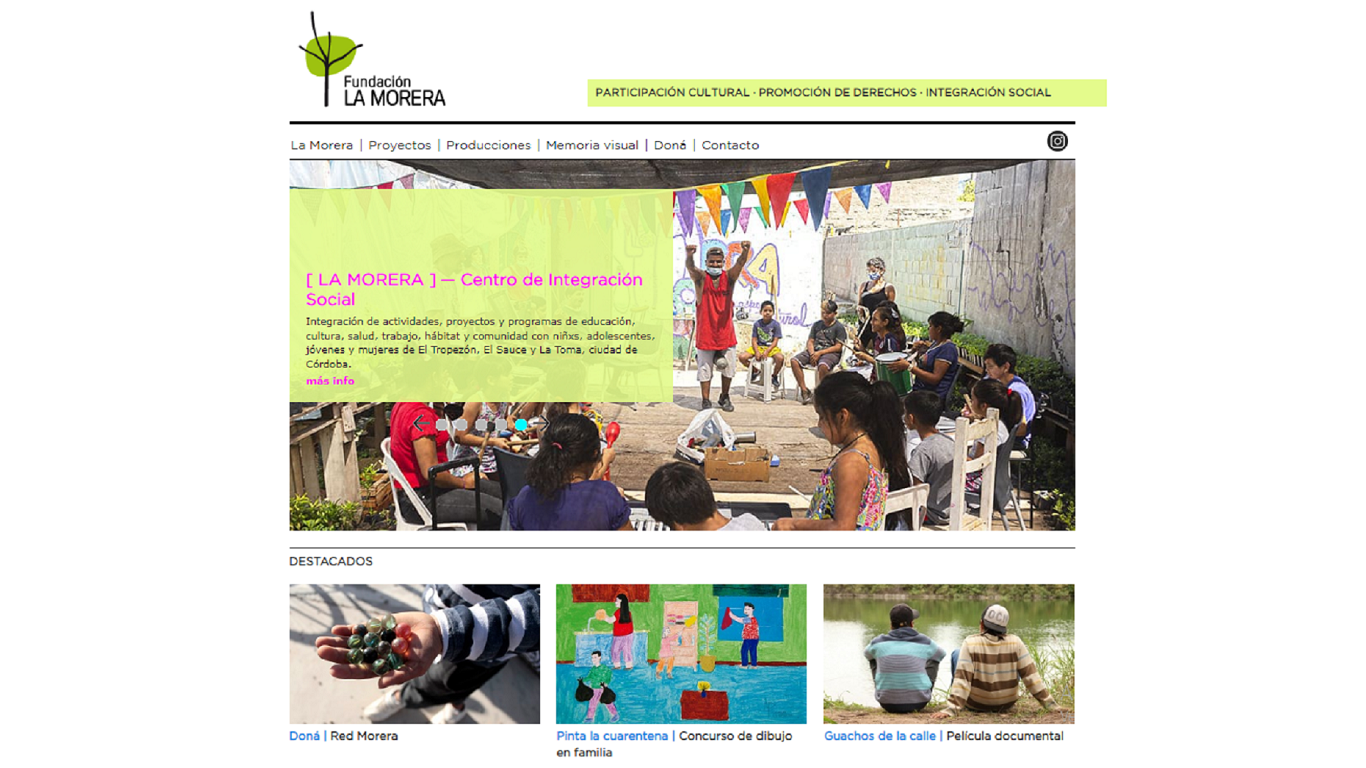 Fundación
LA MORERA
PARTICIPACIÓN CULTURAL · PROMOCIÓN DE DERECHOS · INTEGRACIÓN SOCIAL
La Morera | Proyectos | Producciones | Memoria visual | Doná | Contacto
[ LA MORERA ] — Centro de Integración
Social
Integración de actividades, proyectos y programas de educación,
cultura, salud, trabajo, hábitat y comunidad con niñxs, adolescentes,
jóvenes y mujeres de El Tropezón, El Sauce y La Toma, ciudad de
Córdoba.
más info
DESTACADOS
Doná | Red Morera
Pinta la cuarentena | Concurso de dibujo
en familia
Guachos de la calle | Película documental